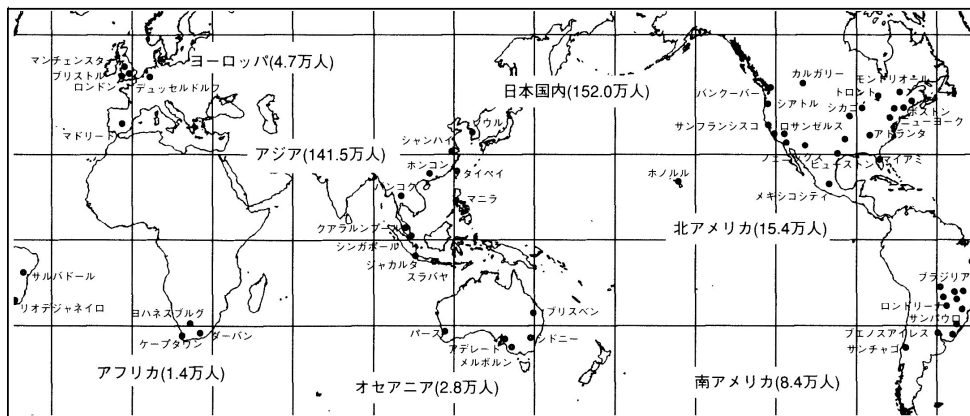 マンチェスター
ブリストル
ロンドン
デュッセルドルフ
マドリード
ヨーロッパ(4.7万人)
日本国内(152.0万人)
アジア(141.5万人)
ソウル
シャンハイ
ホンコン
タイペイ
バンコク
マニラ
クアラルンプール
シンガポール
ジャカルタ
スラバヤ
バンクーバー
カルガリー
モントリオール
トロント
シアトル
シカゴ
ボストン
ニューヨーク
サンフランシスコ
ロサンゼルス
アトランタ
フェニックス
ヒューストン
マイアミ
ホノルル
メキシコシティ
北アメリカ(15.4万人)
サルバドール
リオデジャネイロ
ヨハネスブルグ
ダーバン
ケープタウン
アフリカ(1.4万人)
パース
ブリスベン
シドニー
アデレード
メルボルン
オセアニア(2.8万人)
ブラジリア
ロンドリーナ
サンパウロ
ブエノスアイレス
サンチャゴ
南アメリカ(8.4万人)